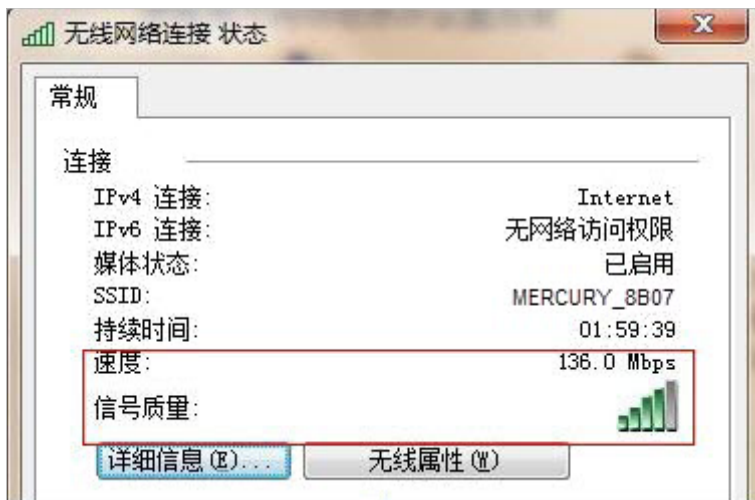 无线网络连接 状态
常规
连接
IPv4 连接: Internet
IPv6 连接: 无网络访问权限
媒体状态: 已启用
SSID: MERCURY_8B07
持续时间: 01:59:39
速度: 136.0 Mbps
信号质量:
详细信息(E)... 无线属性(W)